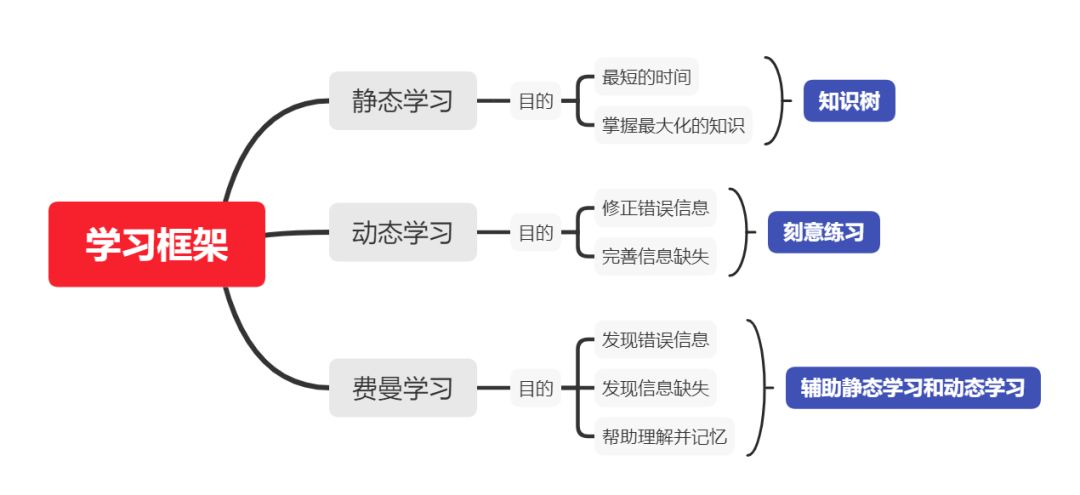 学习框架
静态学习
目的
最短的时间
掌握最大化的知识
知识树
动态学习
目的
修正错误信息
完善信息缺失
刻意练习
费曼学习
目的
发现错误信息
发现信息缺失
帮助理解并记忆
辅助静态学习和动态学习